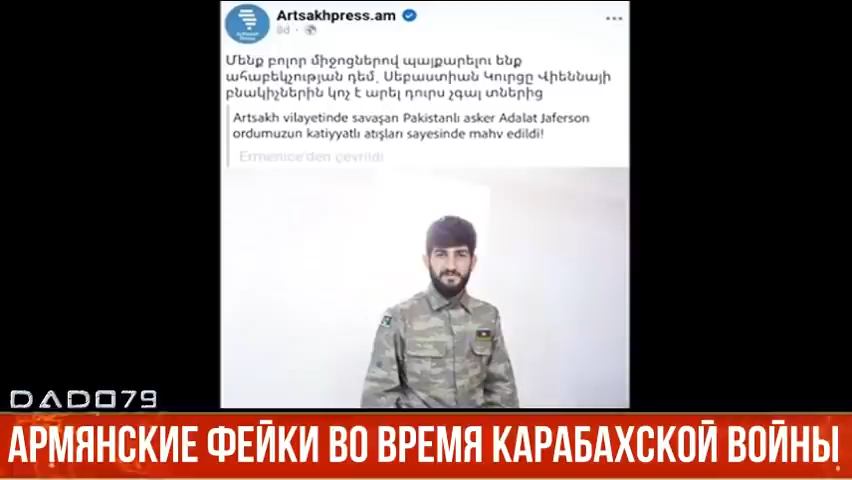 Artsakhpress.am
8d
Մենք բոլոր միջոցներով պայքարելու ենք
ահաբեկչության դեմ. Սեբաստիան Կուրցը Վիեննայի
բնակիչներին կոչ է արել դուրս չգալ տներից
Artsakh vilayetinde savaşan Pakistanlı asker Adalat Jaferson
ordumuzun katiyyatlı atışları sayesinde mahv edildi!
Ermenice'den çevrildi
DADO79
АРМЯНСКИЕ ФЕЙКИ ВО ВРЕМЯ КАРАБАХСКОЙ ВОЙНЫ